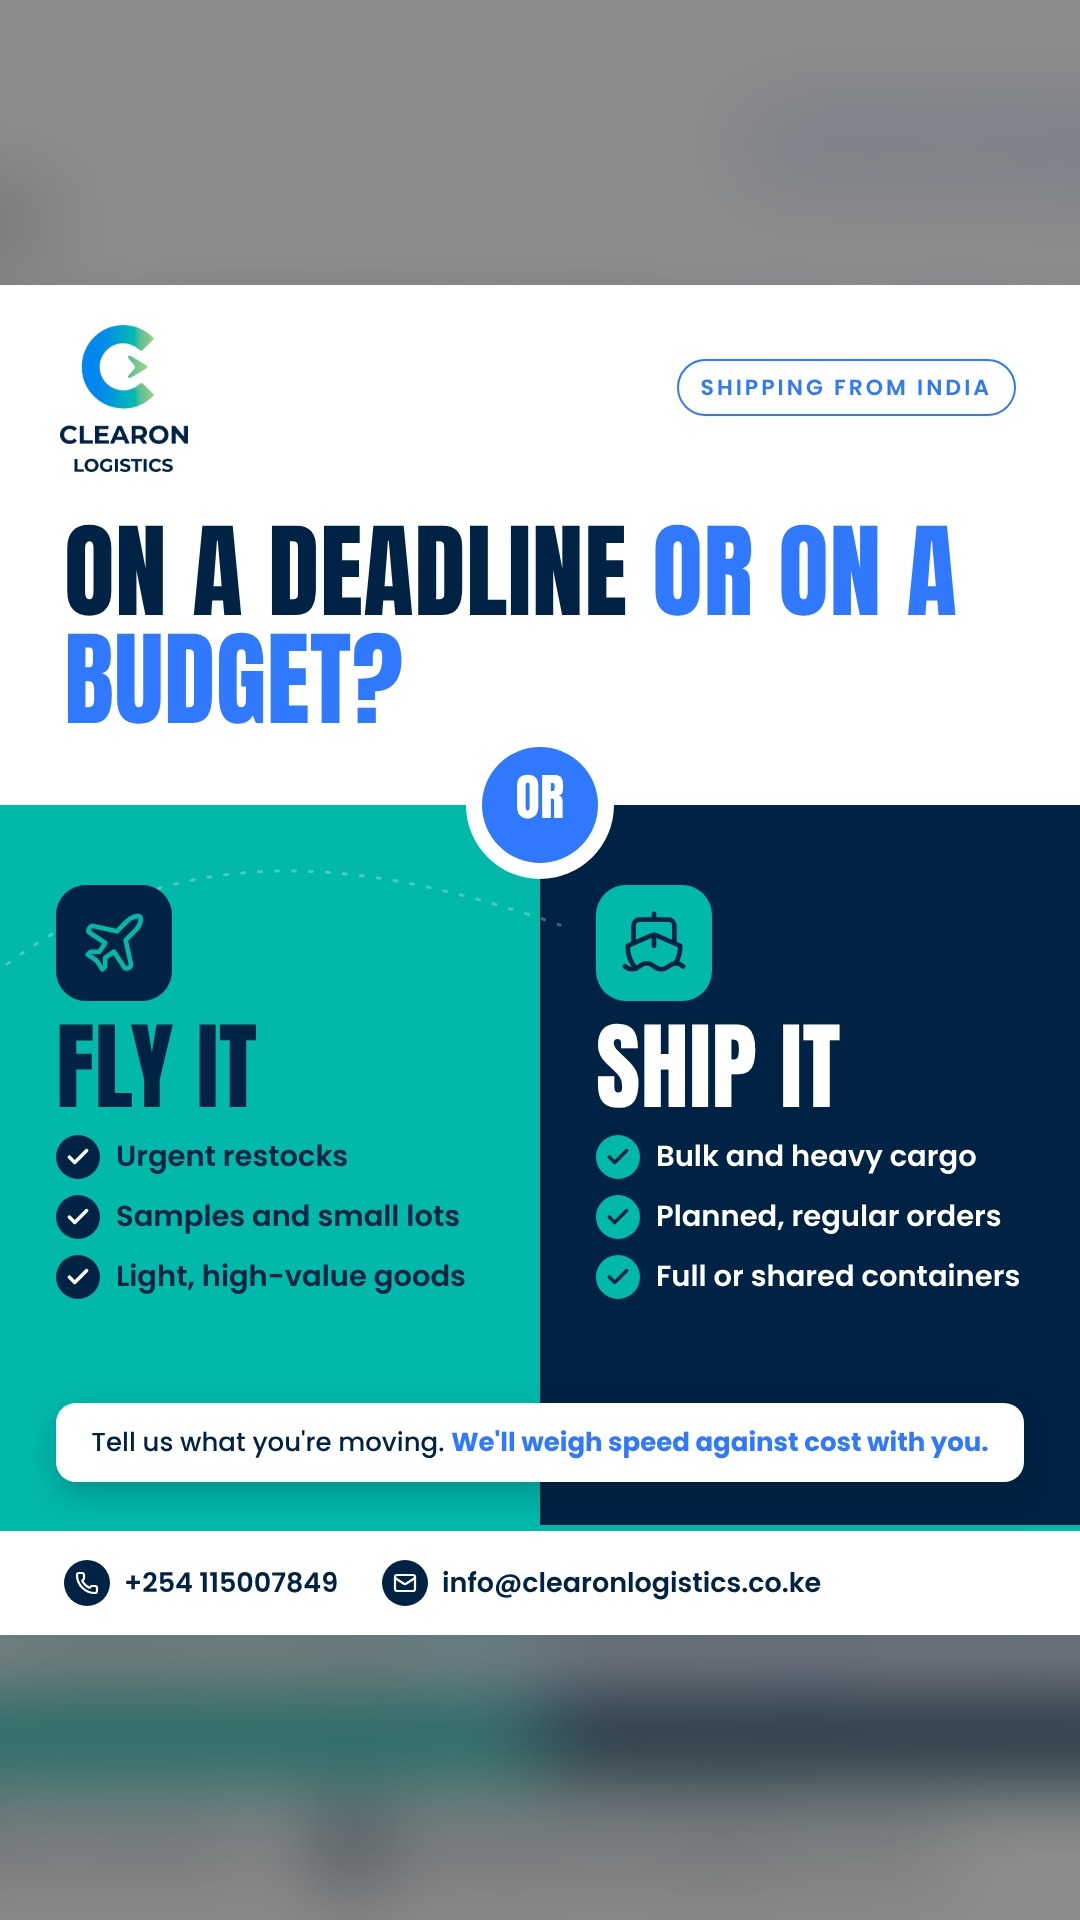 CLEARON
LOGISTICS
SHIPPING FROM INDIA
ON A DEADLINE OR ON A
BUDGET?
OR
FLY IT
Urgent restocks
Samples and small lots
Light, high-value goods
SHIP IT
Bulk and heavy cargo
Planned, regular orders
Full or shared containers
Tell us what you're moving. We'll weigh speed against cost with you.
+254 115007849
info@clearonlogistics.co.ke